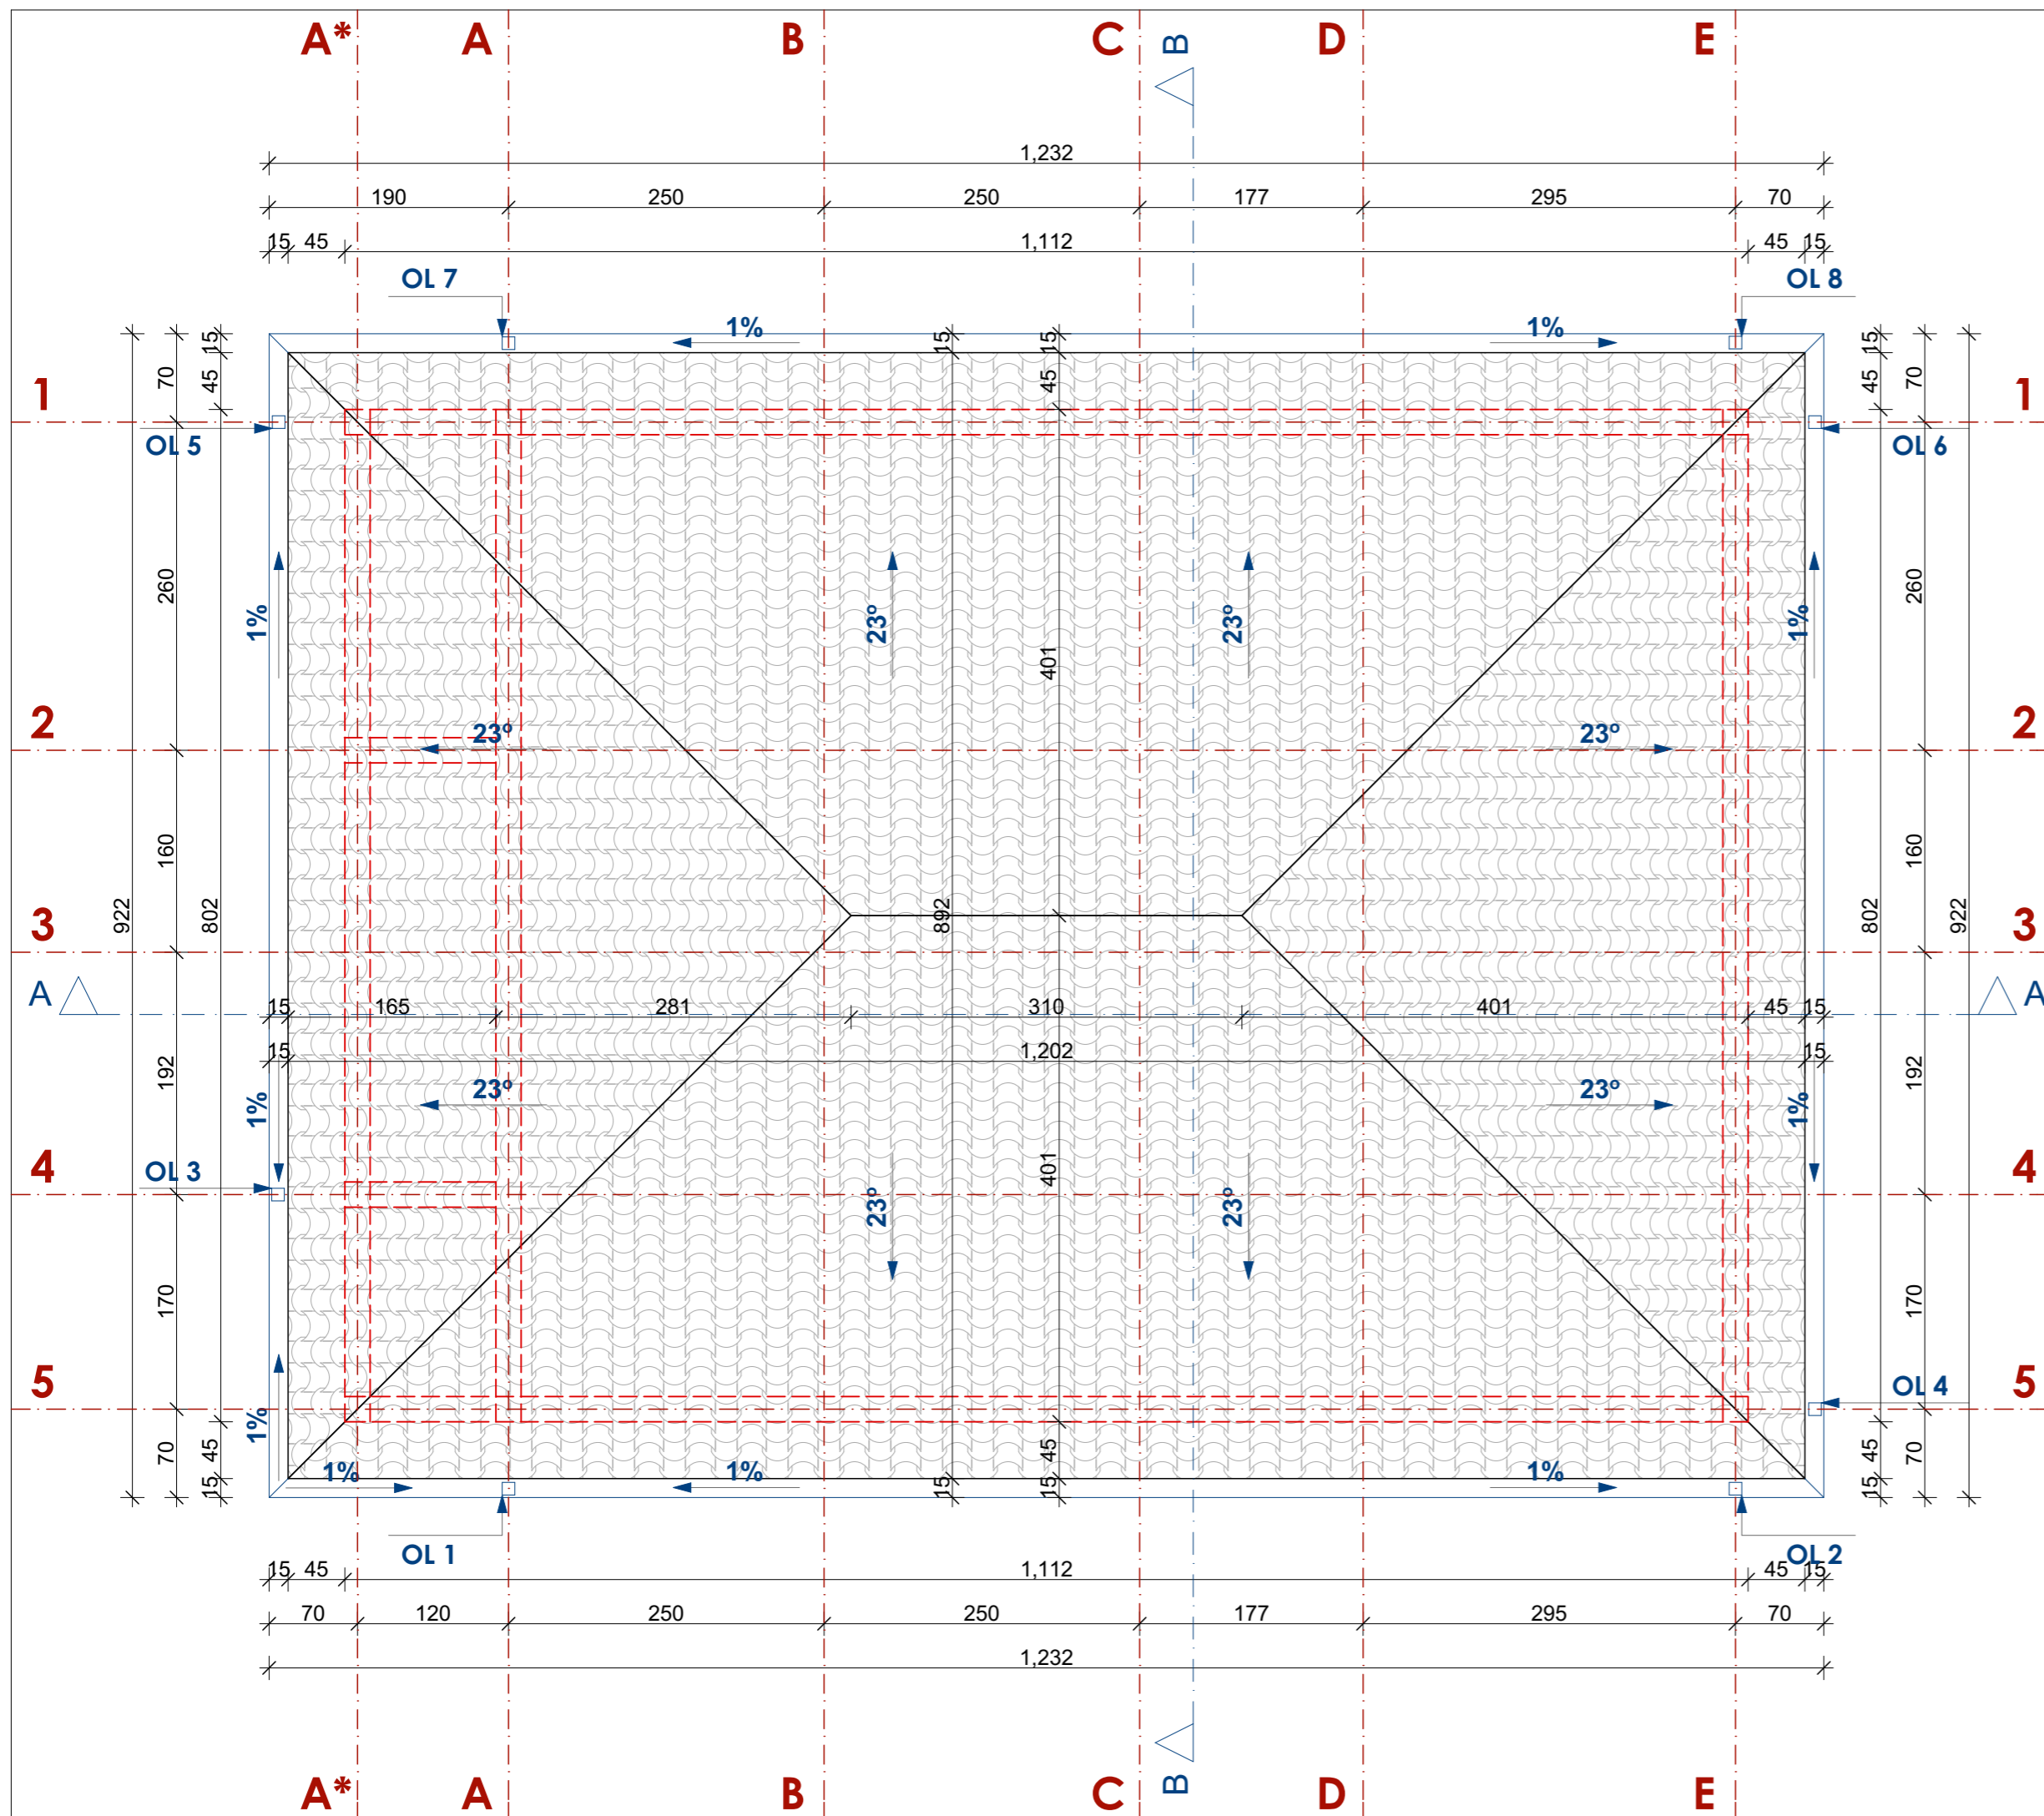 A* A B C B D E
1,232
190 250 250 177 295 70
15 45 1,112 45 15
OL 7 OL 8
1% 1%
15 15 15 15
70 45 45 45 70
1 1
OL 5 OL 6
260 1% 23° 23° 1% 260
401
2 23° 23° 2
160 160
922 802 892 802 922
3 3
A 15 165 281 310 401 45 15 A
15 1,202 15
192 1% 23° 23° 1% 192
4 OL 3 401 4
23° 23°
170 170
5 OL 4 5
1%
70 45 45 45 70
1% 1% 1%
15 15 15 15
OL 1 OL 2
15 45 1,112 45 15
70 120 250 250 177 295 70
1,232
A* A B C B D E